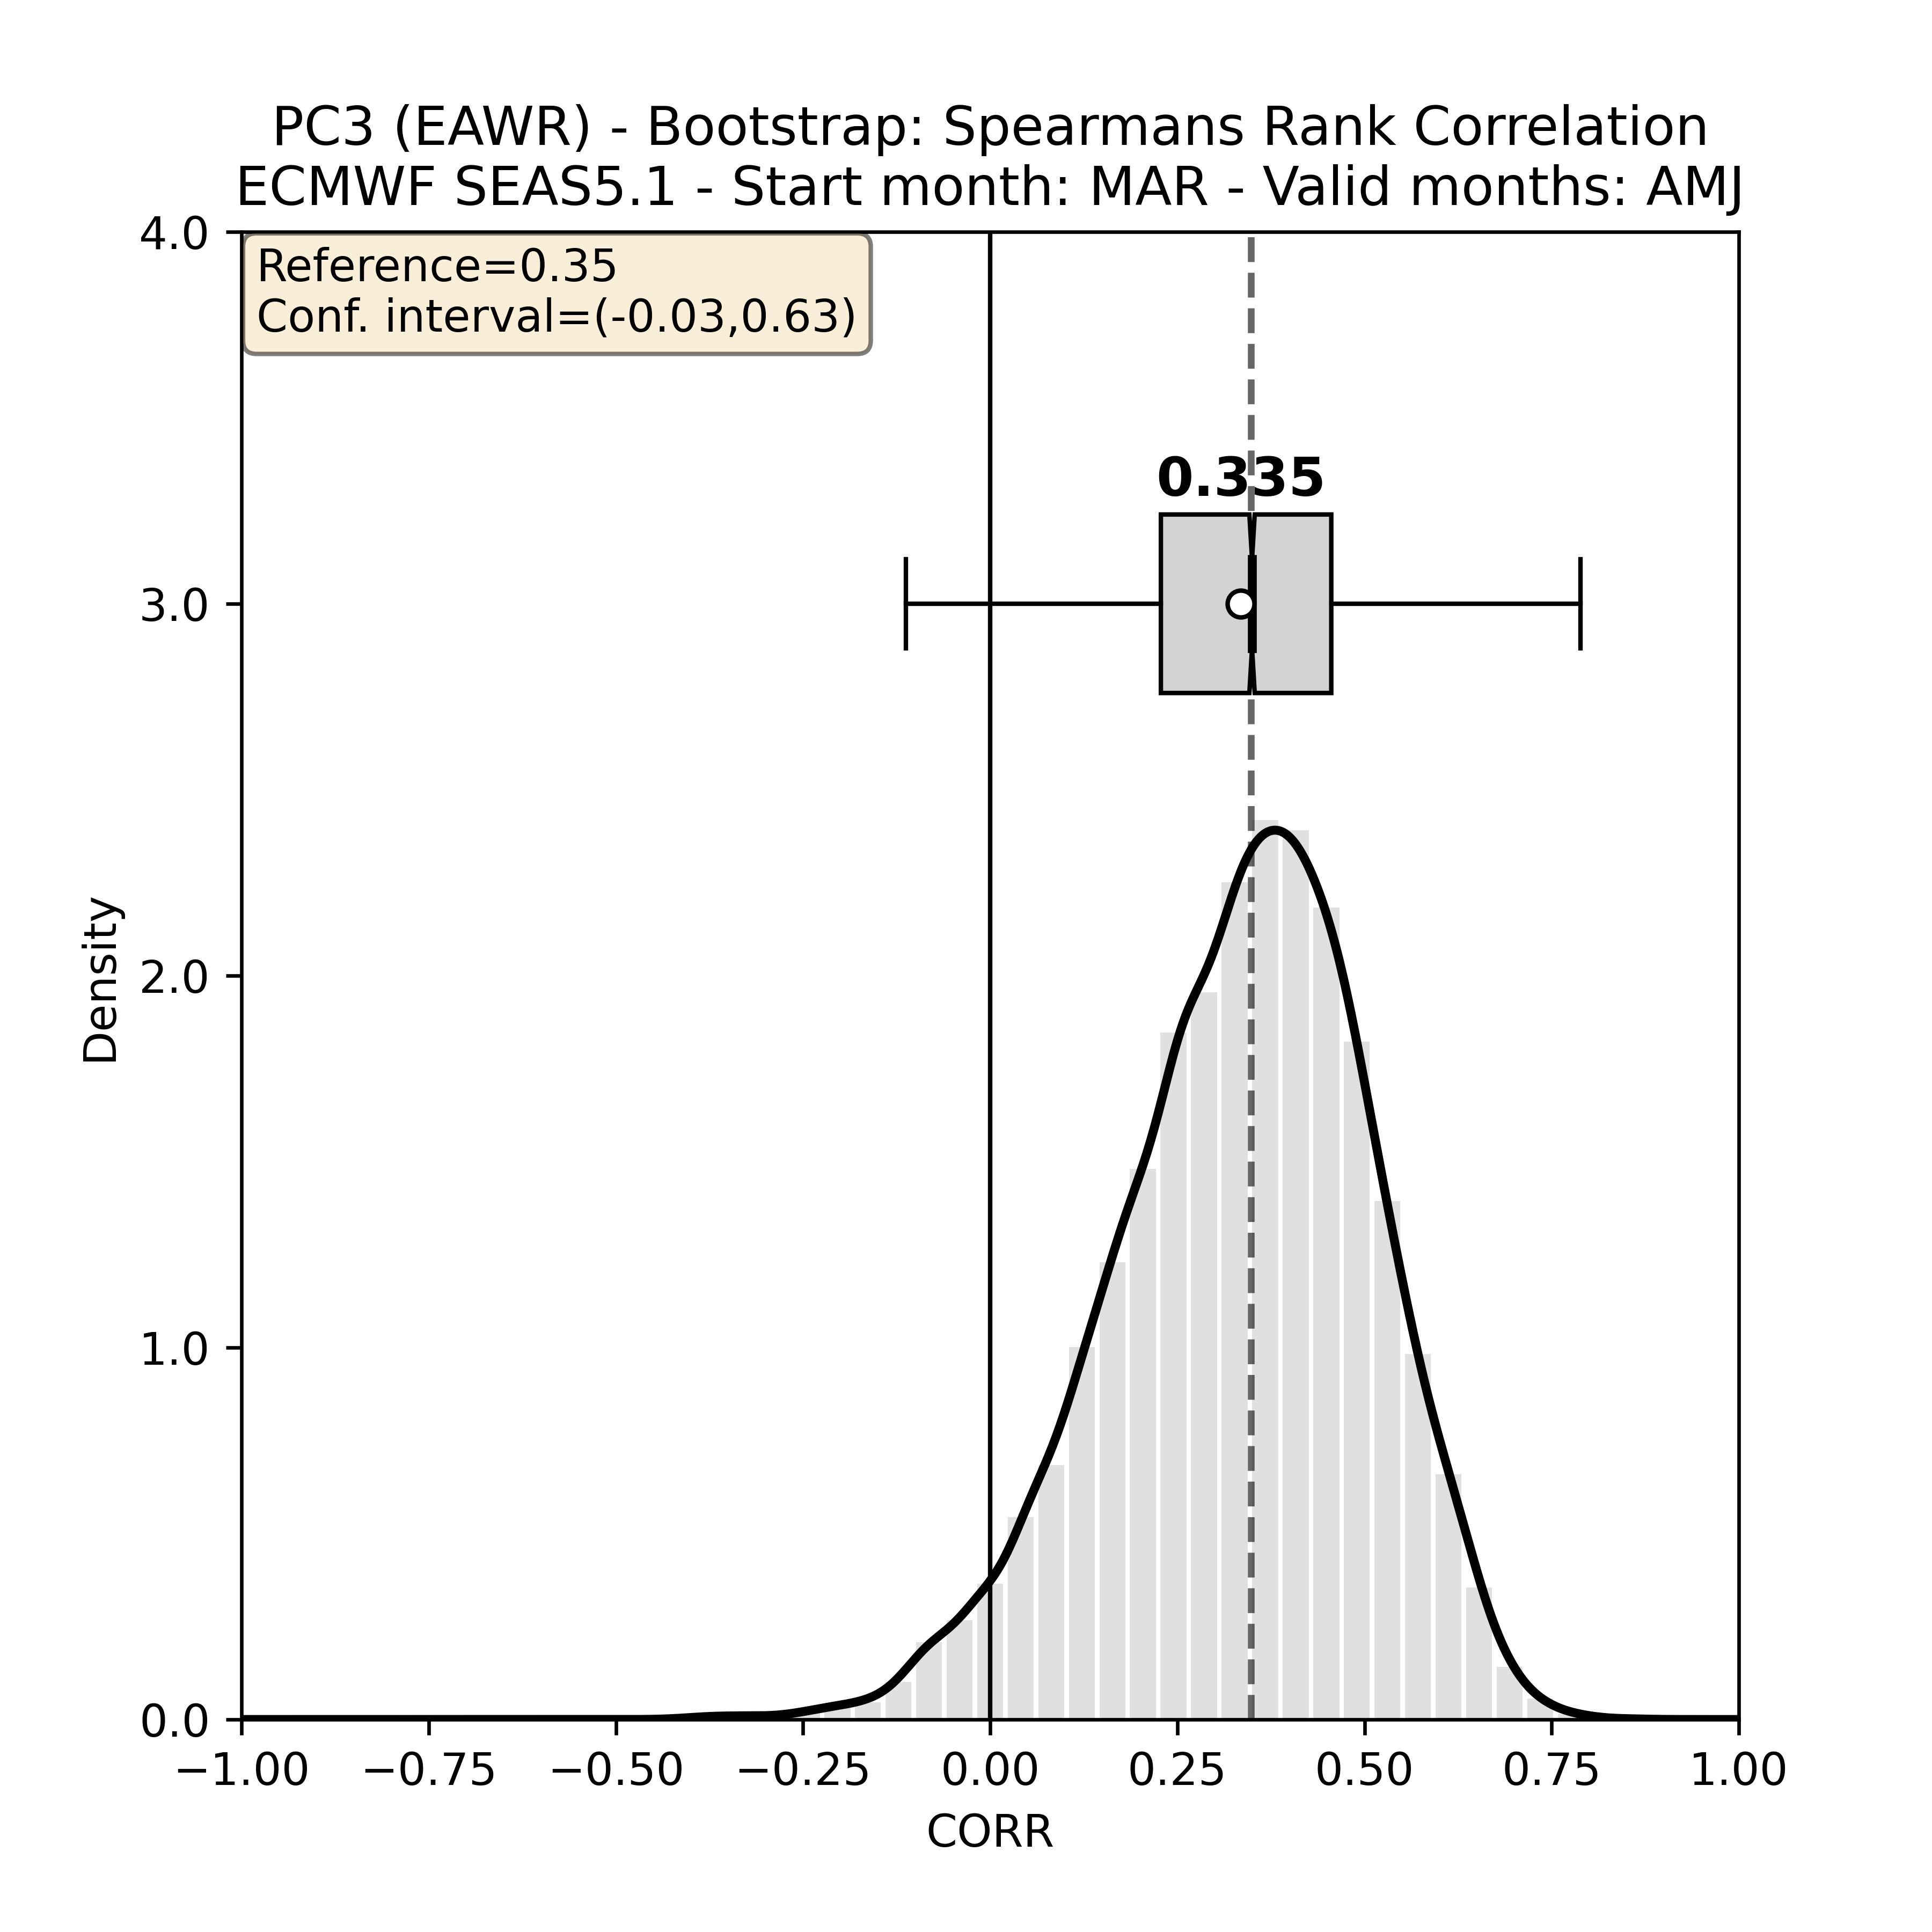 PC3 (EAWR) - Bootstrap: Spearmans Rank Correlation
ECMWF SEAS5.1 - Start month: MAR - Valid months: AMJ
4.0
Reference=0.35
Conf. interval=(-0.03,0.63)
0.335
3.0
2.0
Density
1.0
0.0
−1.00 −0.75 −0.50 −0.25 0.00 0.25 0.50 0.75 1.00
CORR